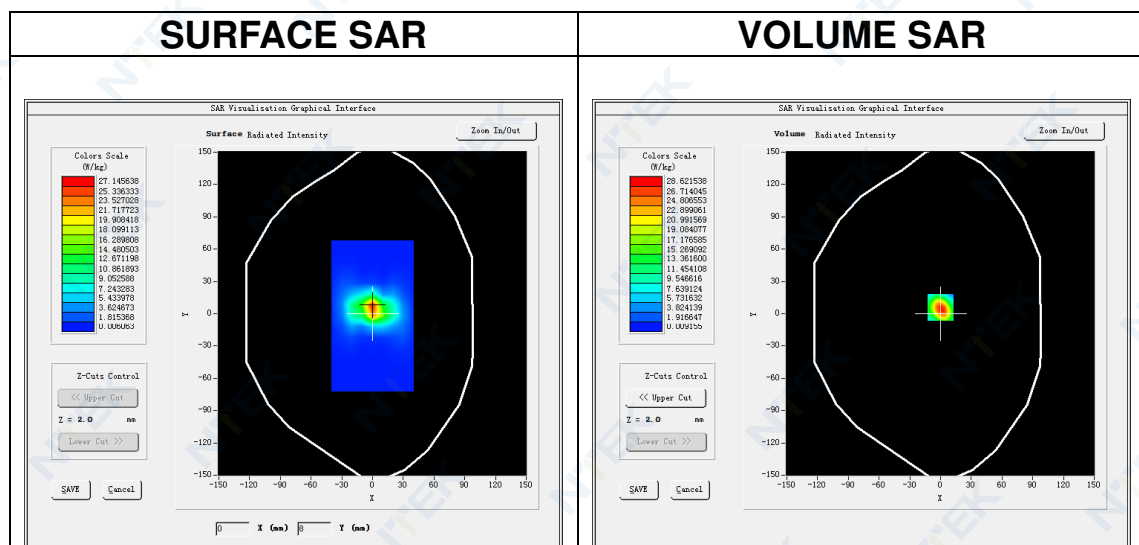 SURFACE SAR
VOLUME SAR
SAR Visualisation Graphical Interface
Surface Radiated Intensity
Zoom In/Out
Colors Scale
(W/kg)
27.145638
25.336333
23.527028
21.717723
19.908418
18.099113
16.289808
14.480503
12.671198
10.861893
9.052588
7.243283
5.433978
3.624673
1.815368
0.006063
150
120
90
60
30
0
-30
-60
-90
-120
-150
Y
-150 -120 -90 -60 -30 0 30 60 90 120 150
X
Z-Cuts Control
<< Upper Cut
Z = 2.0 mm
Lower Cut >>
SAVE Cancel
0 X (mm) 8 Y (mm)
SAR Visualisation Graphical Interface
Volume Radiated Intensity
Zoom In/Out
Colors Scale
(W/kg)
28.621538
26.714045
24.806553
22.899061
20.991569
19.084077
17.176585
15.269092
13.361600
11.454108
9.546616
7.639124
5.731632
3.824139
1.916647
0.009155
150
120
90
60
30
0
-30
-60
-90
-120
-150
Y
-150 -120 -90 -60 -30 0 30 60 90 120 150
X
Z-Cuts Control
<< Upper Cut
Z = 2.0 mm
Lower Cut >>
SAVE Cancel
NTEK